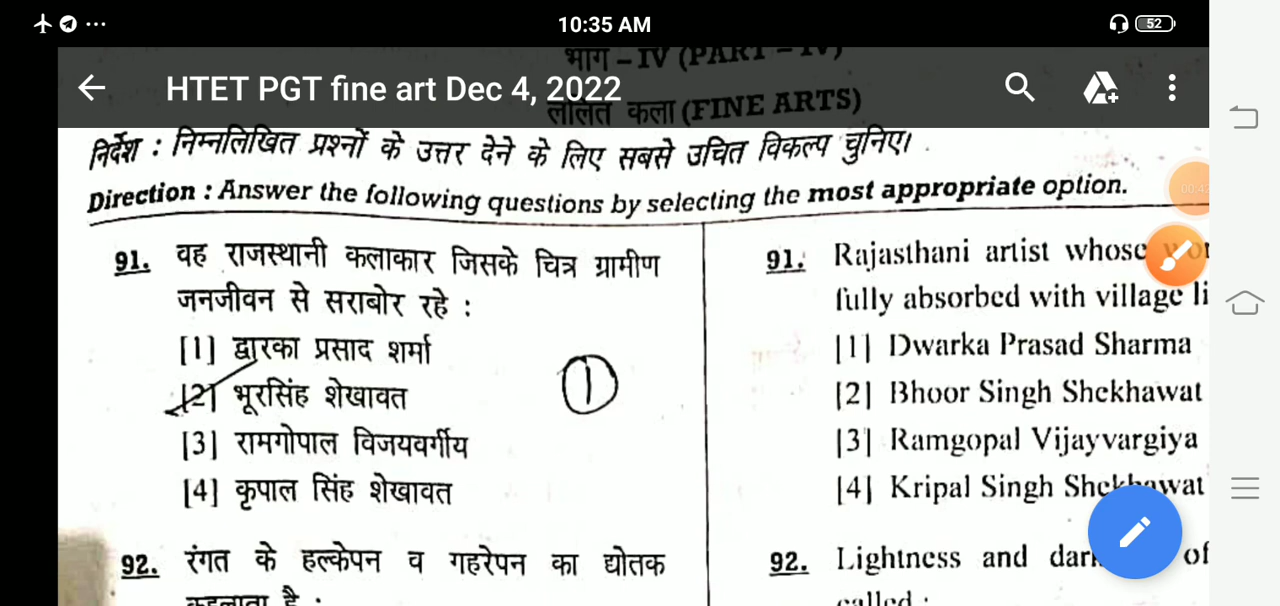 10:35 AM
52
भाग – IV (PART – IV)
HTET PGT fine art Dec 4, 2022
ललित कला (FINE ARTS)
निर्देश : निम्नलिखित प्रश्नों के उत्तर देने के लिए सबसे उचित विकल्प चुनिए।
Direction : Answer the following questions by selecting the most appropriate option.
00:42
91. वह राजस्थानी कलाकार जिसके चित्र ग्रामीण
जनजीवन से सराबोर रहे :
[1] द्वारका प्रसाद शर्मा
[2] भूरसिंह शेखावत
[3] रामगोपाल विजयवर्गीय
[4] कृपाल सिंह शेखावत
1
92. रंगत के हल्केपन व गहरेपन का द्योतक
कहलाता है :
91. Rajasthani artist whose
fully absorbed with village
[1] Dwarka Prasad Sharma
[2] Bhoor Singh Shekhawat
[3] Ramgopal Vijayvargiya
[4] Kripal Singh Shekhawat
92. Lightness and of
called :